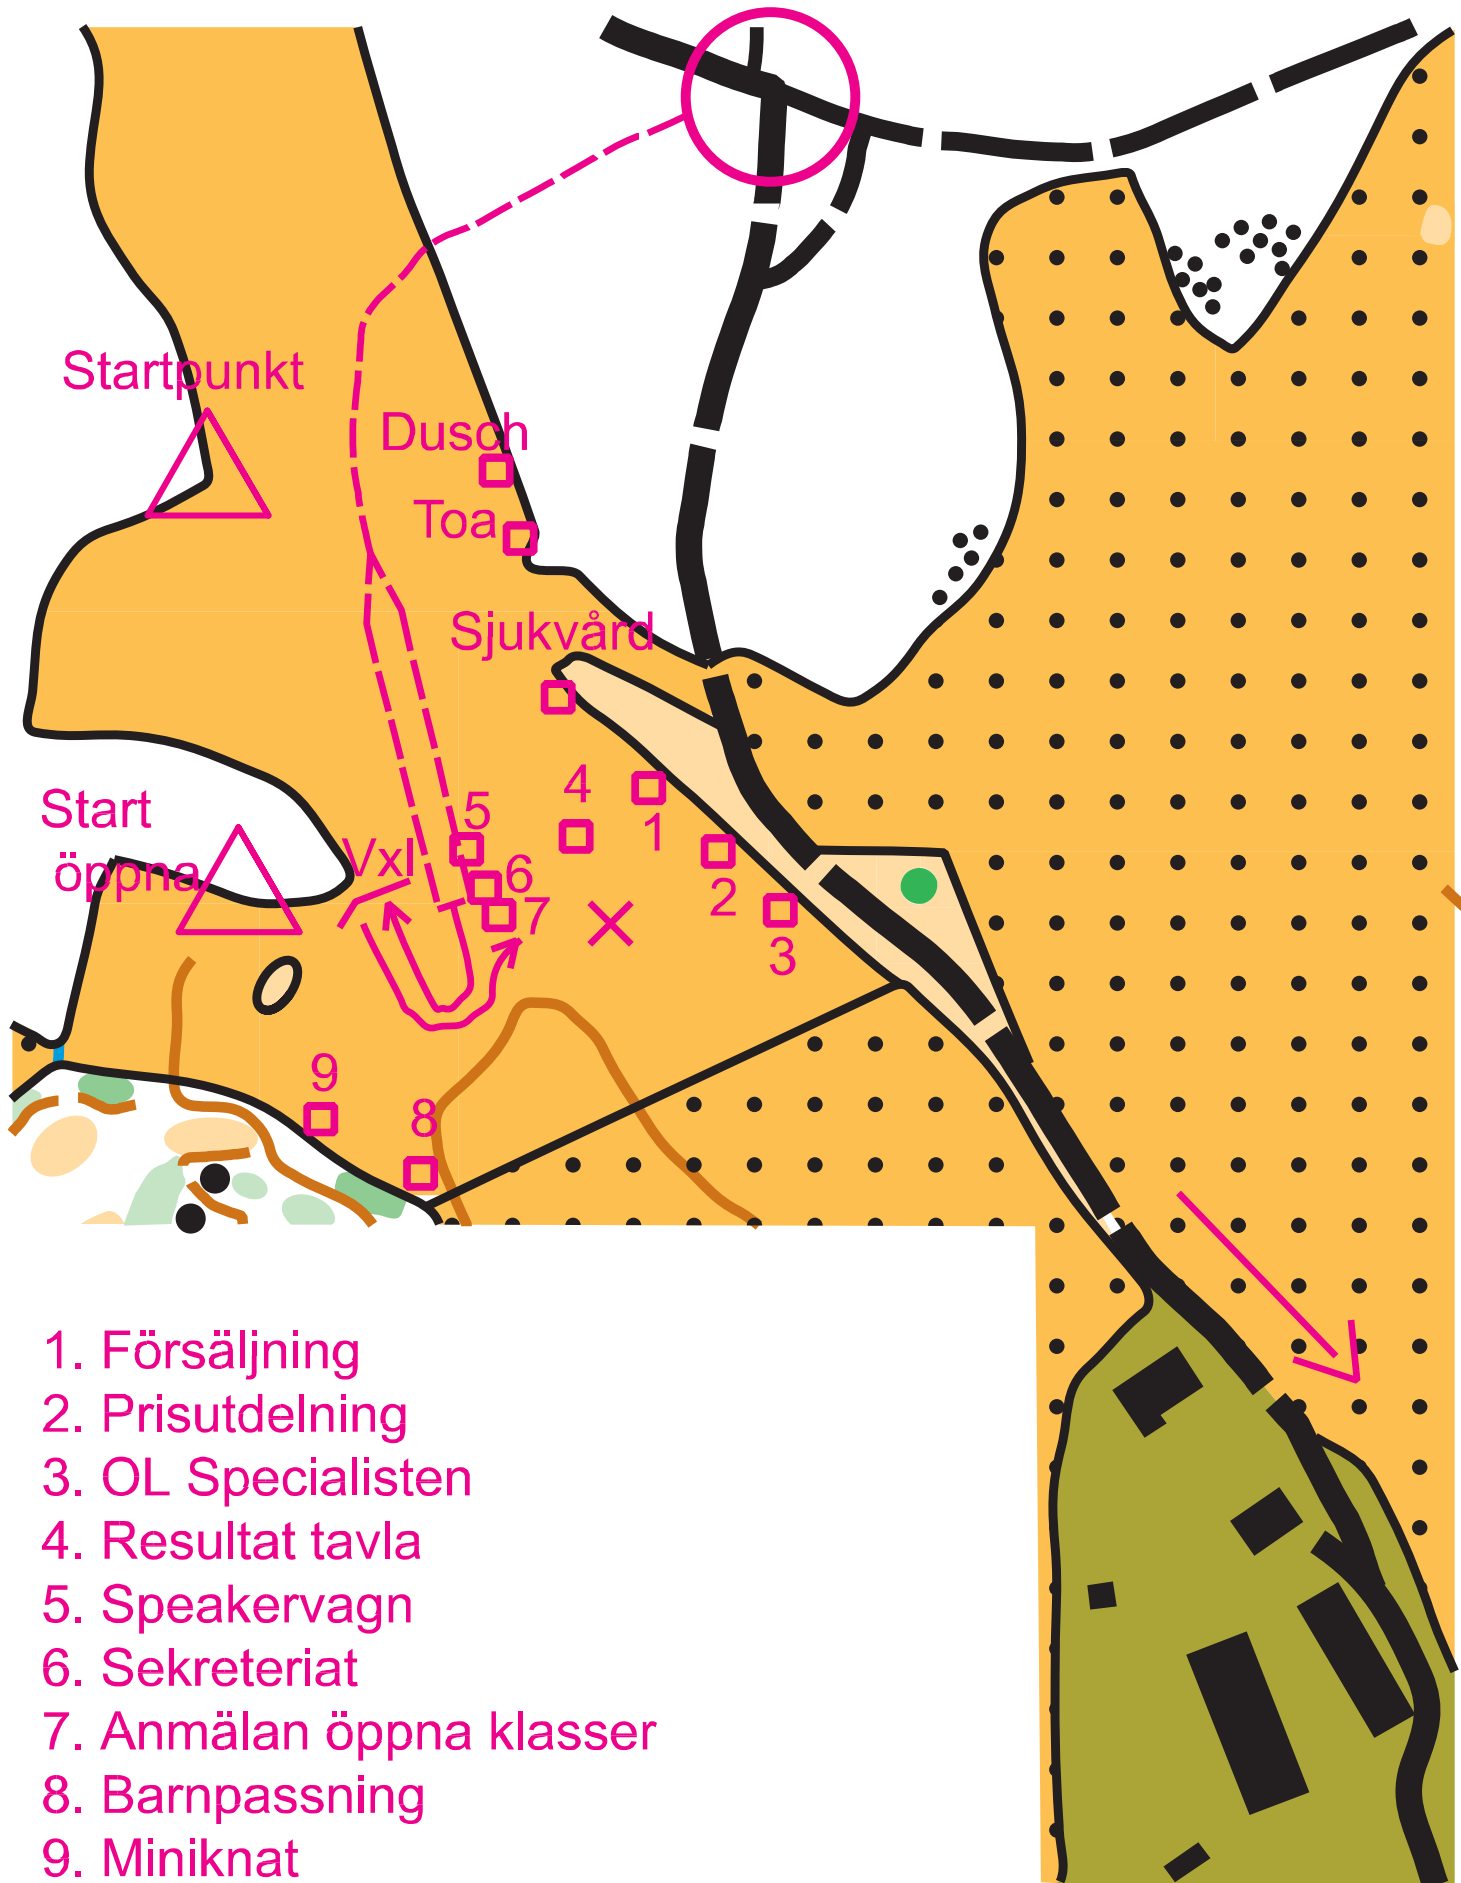 Startpunkt
Dusch
Toa
Sjukvård
Start
öppna
Vxl
5
4
1
6
2
7
3
9
8
1. Försäljning
2. Prisutdelning
3. OL Specialisten
4. Resultat tavla
5. Speakervagn
6. Sekreteriat
7. Anmälan öppna klasser
8. Barnpassning
9. Miniknat